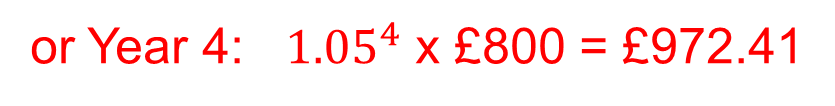 or Year 4: 1.05⁴ x £800 = £972.41